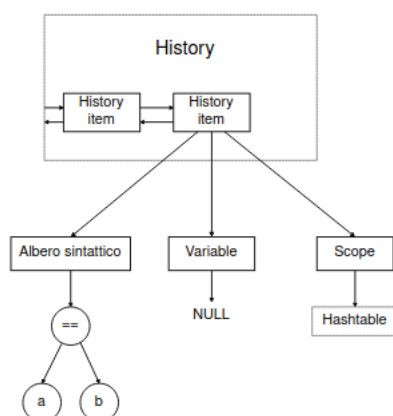 History
History
item
History
item
Albero sintattico
Variable
Scope
==
NULL
Hashtable
a
b